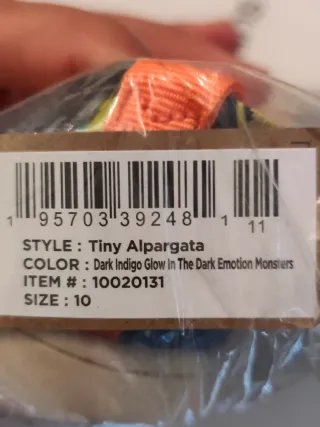 1 95703 39248 1 11
STYLE : Tiny Alpargata
COLOR : Dark Indigo Glow In The Dark Emotion Monsters
ITEM # : 10020131
SIZE : 10